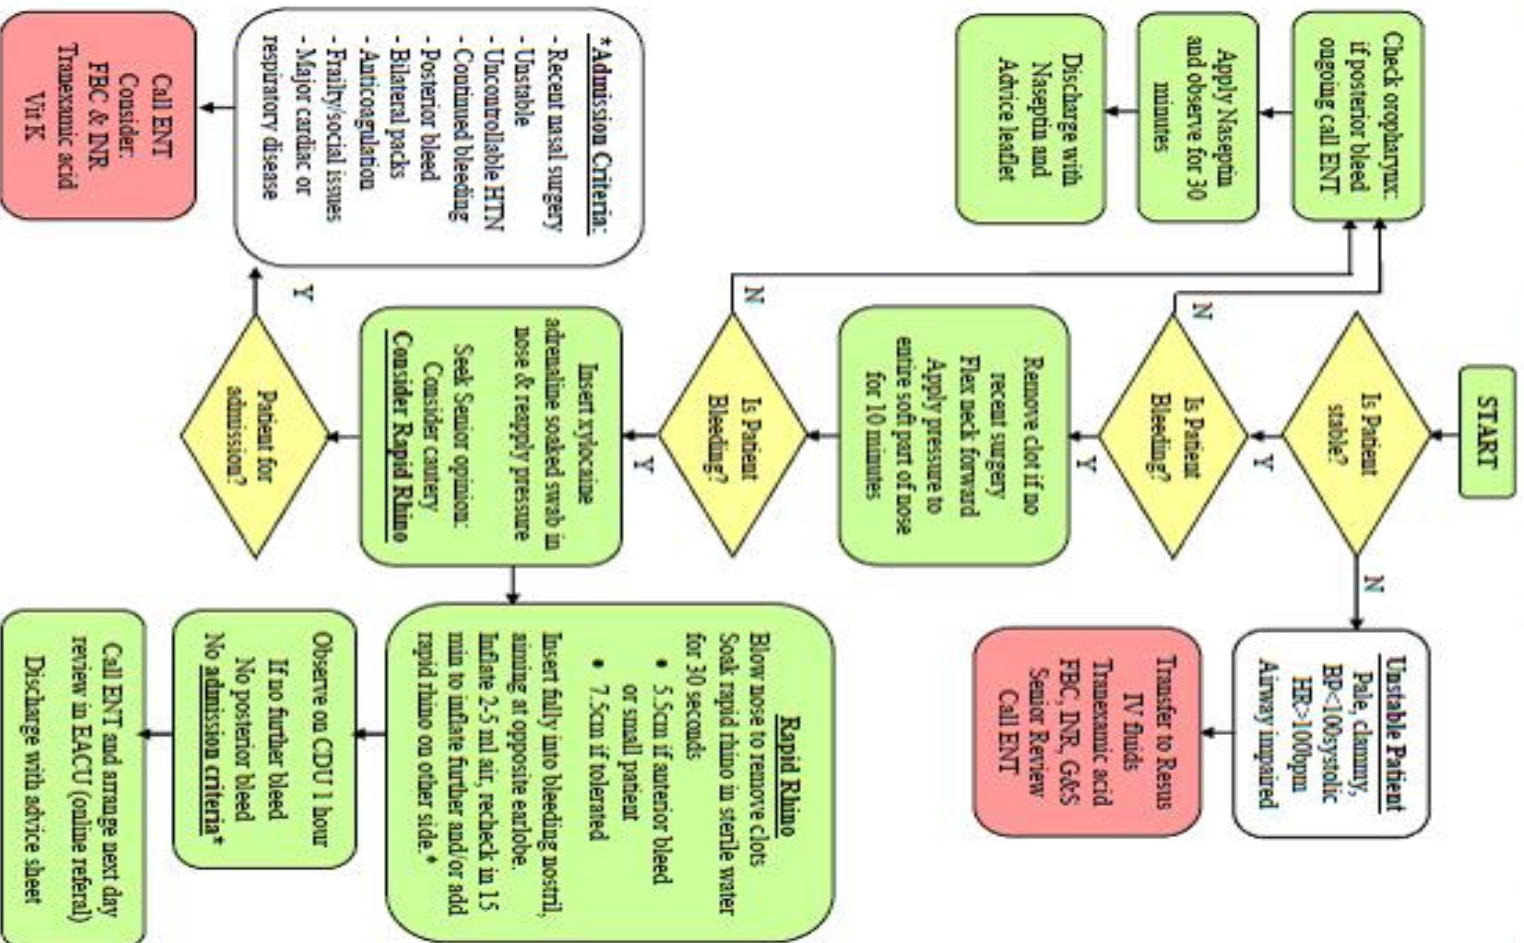 START
Is Patient
stable?
Y
N
Unstable Patient
Pale, clammy,
BP<100systolic
HR>100bpm
Airway impaired
Transfer to Resus
IV fluids
Tranexamic acid
FBC, INR, G&S
Senior Review
Call ENT
Is Patient
Bleeding?
N
Y
Check oropharynx:
if posterior bleed
ongoing call ENT
Apply Naseptin
and observe for 30
minutes
Discharge with
Naseptin and
Advice leaflet
Remove clot if no
recent surgery
Flex neck forward
Apply pressure to
entire soft part of nose
for 10 minutes
Is Patient
Bleeding?
N
Y
Insert xylocaine
adrenaline soaked swab in
nose & reapply pressure
Seek Senior opinion:
Consider cautery
Consider Rapid Rhino
Rapid Rhino
Blow nose to remove clots
Soak rapid rhino in sterile water
for 30 seconds
• 5.5cm if anterior bleed
or small patient
• 7.5cm if tolerated
Insert fully into bleeding nostril,
aiming at opposite earlobe.
Inflate 2-5 ml air, recheck in 15
min to inflate further and/or add
rapid rhino on other side.*
Patient for
admission?
Y
*Admission Criteria:
- Recent nasal surgery
- Unstable
- Uncontrollable HTN
- Continued bleeding
- Posterior bleed
- Bilateral packs
- Anticoagulation
- Frailty/social issues
- Major cardiac or
respiratory disease
Call ENT
Consider:
FBC & INR
Tranexamic acid
Vit K
Observe on CDU 1 hour
If no further bleed
No posterior bleed
No admission criteria*
Call ENT and arrange next day
review in EACU (online referal)
Discharge with advice sheet